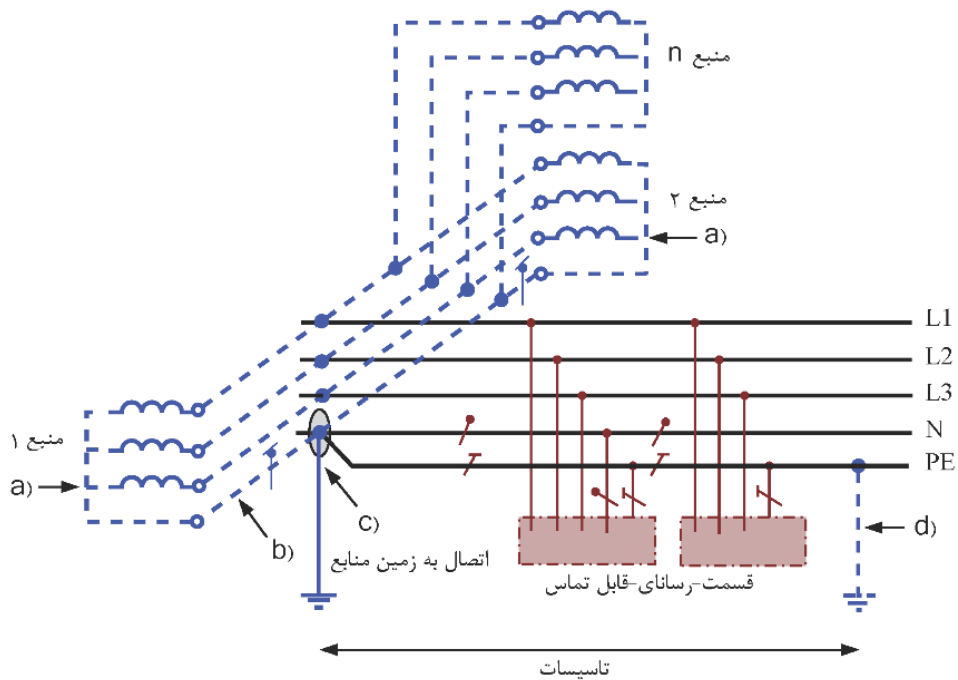 منبع n
منبع ۲
a)
L1
L2
L3
N
PE
منبع ۱
a)
b)
c)
d)
اتصال به زمین منابع
قسمت-رسانای-قابل تماس
تاسیسات